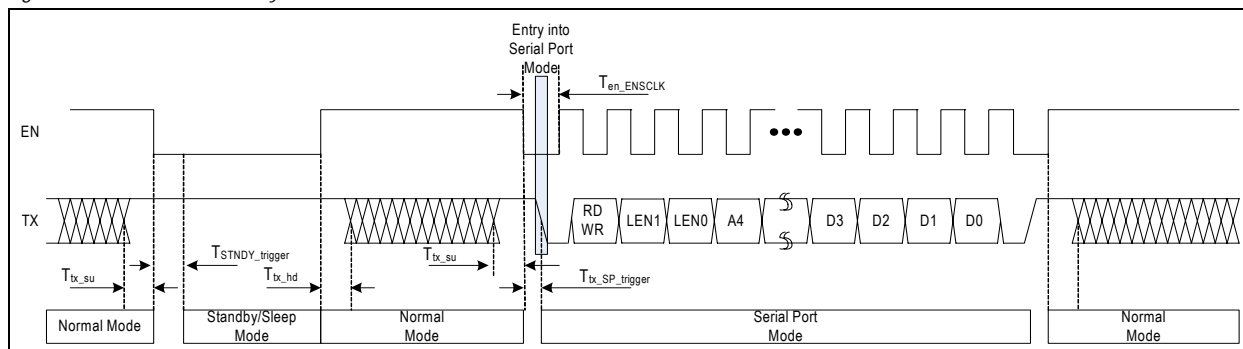 Entry into
Serial Port
Mode
Ten_ENSCLK
EN
TX
RD
WR
LEN1
LEN0
A4
D3
D2
D1
D0
TSTNDY_trigger
Ttx_su
Ttx_hd
Ttx_su
Ttx_SP_trigger
Normal Mode
Standby/Sleep
Mode
Normal
Mode
Serial Port
Mode
Normal
Mode